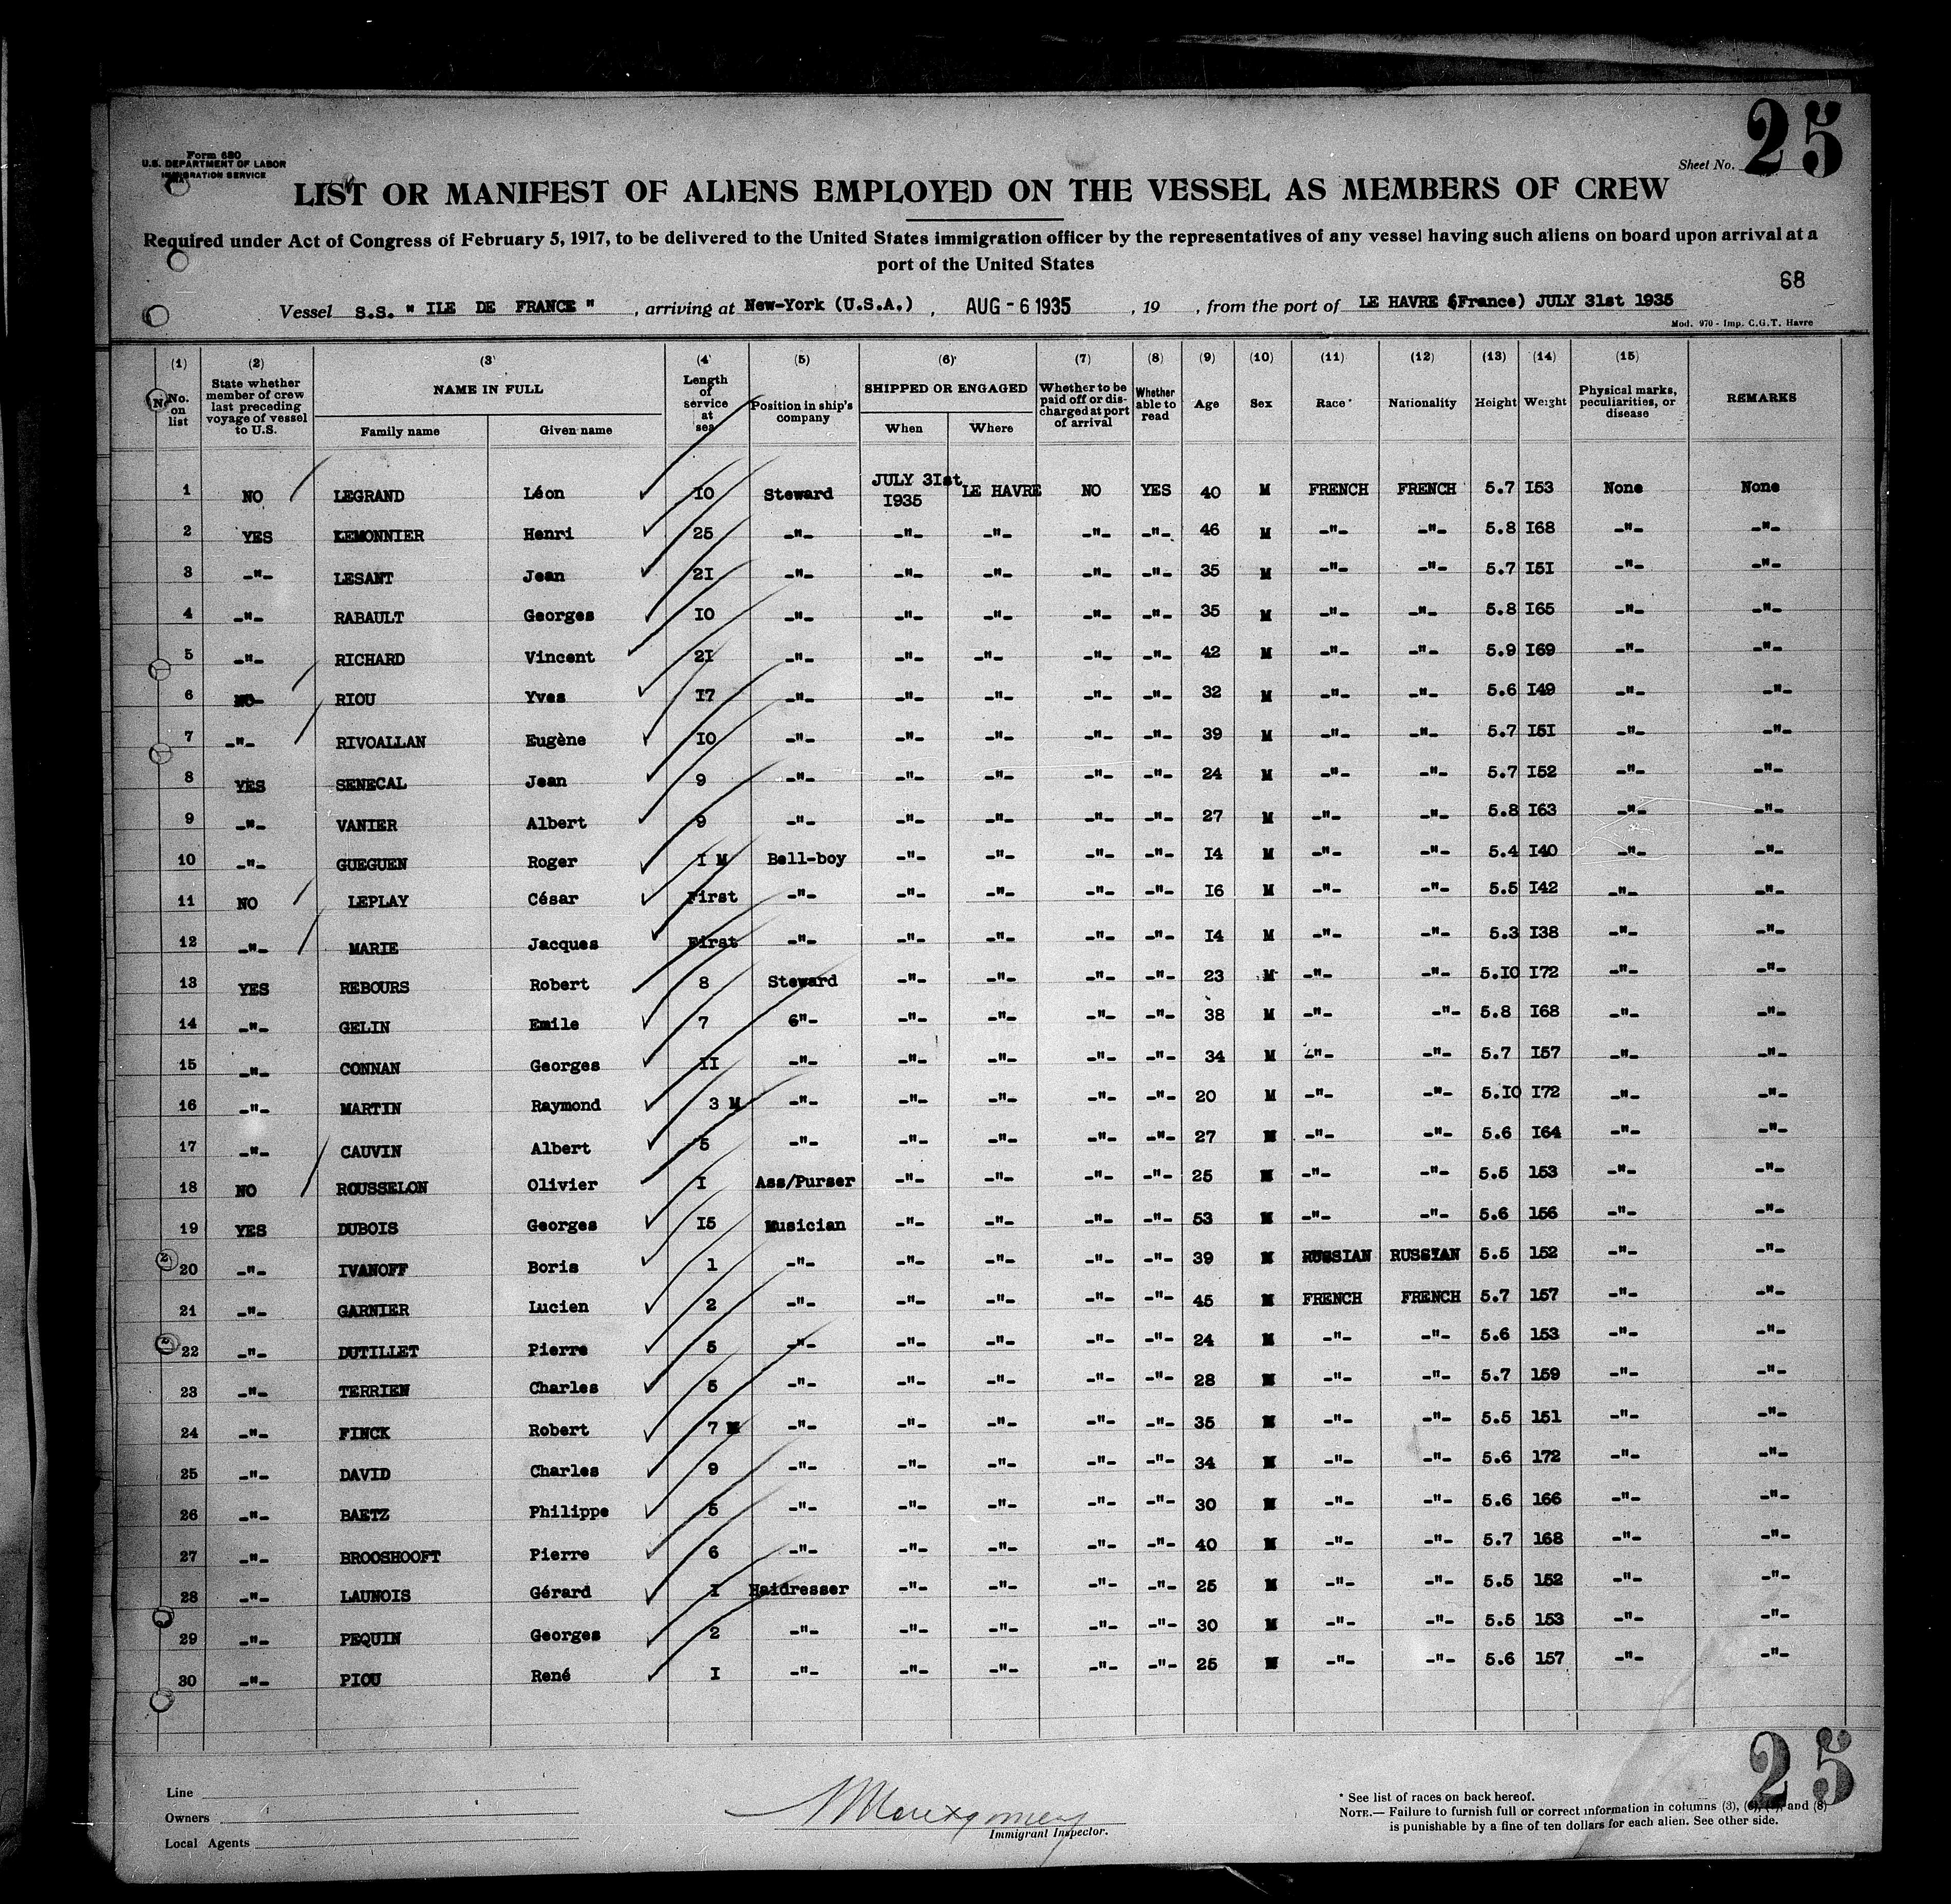 25
Form 680
U.S. DEPARTMENT OF LABOR
IMMIGRATION SERVICE
Sheet No.
LIST OR MANIFEST OF ALIENS EMPLOYED ON THE VESSEL AS MEMBERS OF CREW
Required under Act of Congress of February 5, 1917, to be delivered to the United States immigration officer by the representatives of any vessel having such aliens on board upon arrival at a
port of the United States
68
Vessel S.S. " ILE DE FRANCE " , arriving at New-York (U.S.A.) , AUG - 6 1935 , 19 , from the port of LE HAVRE (France) JULY 31st 1935
Mod. 970 - Imp. C.G.T. Havre
(1) (2) (3) (4) (5) (6) (7) (8) (9) (10) (11) (12) (13) (14) (15)
No. on list State whether member of crew last preceding voyage of vessel to U.S. NAME IN FULL Length of service at sea Position in ship's company SHIPPED OR ENGAGED Whether to be paid off or discharged at port of arrival Whether able to read Age Sex Race* Nationality Height Weight Physical marks, peculiarities, or disease REMARKS
Family name Given name When Where
1 NO LEGRAND Léon 10 Steward JULY 31st 1935 LE HAVRE NO YES 40 M FRENCH FRENCH 5.7 153 None None
2 YES LEMONNIER Henri 25 -"- -"- -"- -"- -"- 46 M -"- -"- 5.8 168 -"- -"-
3 -"- LESANT Jean 21 -"- -"- -"- -"- -"- 35 M -"- -"- 5.7 151 -"- -"-
4 -"- RABAULT Georges 10 -"- -"- -"- -"- -"- 35 M -"- -"- 5.8 165 -"- -"-
5 -"- RICHARD Vincent 21 -"- -"- -"- -"- -"- 42 M -"- -"- 5.9 169 -"- -"-
6 NO- RIOU Yves 17 -"- -"- -"- -"- -"- 32 M -"- -"- 5.6 149 -"- -"-
7 -"- RIVOALLAN Eugène 10 -"- -"- -"- -"- -"- 39 M -"- -"- 5.7 151 -"- -"-
8 YES SENECAL Jean 9 -"- -"- -"- -"- -"- 24 M -"- -"- 5.7 152 -"- -"-
9 -"- VANIER Albert 9 -"- -"- -"- -"- -"- 27 M -"- -"- 5.8 163 -"- -"-
10 -"- GUEGUEN Roger 1 M Bell-boy -"- -"- -"- -"- 14 M -"- -"- 5.4 140 -"- -"-
11 NO LEPLAY César First -"- -"- -"- -"- -"- 16 M -"- -"- 5.5 142 -"- -"-
12 -"- MARIE Jacques First -"- -"- -"- -"- -"- 14 M -"- -"- 5.3 138 -"- -"-
13 YES REBOURS Robert 8 Steward -"- -"- -"- -"- 23 M -"- -"- 5.10 172 -"- -"-
14 -"- GELIN Emile 7 6"- -"- -"- -"- -"- 38 M -"- -"- 5.8 168 -"- -"-
15 -"- CONNAN Georges 11 -"- -"- -"- -"- -"- 34 M -"- -"- 5.7 157 -"- -"-
16 -"- MARTIN Raymond 3 M -"- -"- -"- -"- -"- 20 M -"- -"- 5.10 172 -"- -"-
17 -"- CAUVIN Albert 5 -"- -"- -"- -"- -"- 27 M -"- -"- 5.6 164 -"- -"-
18 NO ROUSSELON Olivier 1 Ass/Purser -"- -"- -"- -"- 25 M -"- -"- 5.5 153 -"- -"-
19 YES DUBOIS Georges 15 Musician -"- -"- -"- -"- 53 M -"- -"- 5.6 156 -"- -"-
20 -"- IVANOFF Boris 1 -"- -"- -"- -"- -"- 39 M RUSSIAN RUSSIAN 5.5 152 -"- -"-
21 -"- GARNIER Lucien 2 -"- -"- -"- -"- -"- 45 M FRENCH FRENCH 5.7 157 -"- -"-
22 -"- DUTILLET Pierre 5 -"- -"- -"- -"- -"- 24 M -"- -"- 5.6 153 -"- -"-
23 -"- TERRIEN Charles 5 -"- -"- -"- -"- -"- 28 M -"- -"- 5.7 159 -"- -"-
24 -"- FINCK Robert 7 M -"- -"- -"- -"- -"- 35 M -"- -"- 5.5 151 -"- -"-
25 -"- DAVID Charles 9 -"- -"- -"- -"- -"- 34 M -"- -"- 5.6 172 -"- -"-
26 -"- BAETZ Philippe 5 -"- -"- -"- -"- -"- 30 M -"- -"- 5.6 166 -"- -"-
27 -"- BROOSHOOFT Pierre 6 -"- -"- -"- -"- -"- 40 M -"- -"- 5.7 168 -"- -"-
28 -"- LAUNOIS Gérard 1 Haidresser -"- -"- -"- -"- 25 M -"- -"- 5.5 152 -"- -"-
29 -"- PEQUIN Georges 2 -"- -"- -"- -"- -"- 30 M -"- -"- 5.5 153 -"- -"-
30 -"- PIOU René 1 -"- -"- -"- -"- -"- 25 M -"- -"- 5.6 157 -"- -"-
25
Line
Owners
Local Agents
Montgomery
Immigrant Inspector.
* See list of races on back hereof.
NOTE.— Failure to furnish full or correct information in columns (3), (6), (7), and (8)
is punishable by a fine of ten dollars for each alien. See other side.